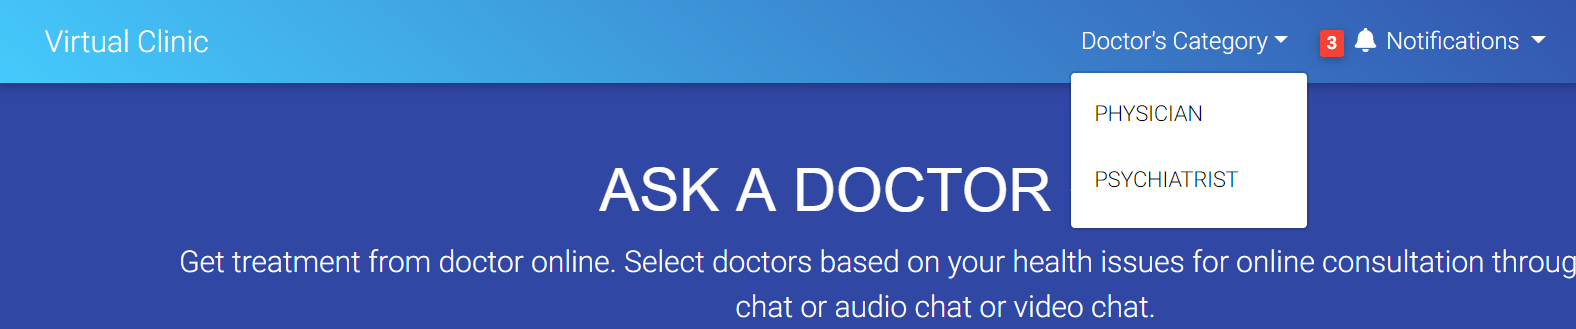 Virtual Clinic Doctor's Category 3 Notifications
PHYSICIAN
PSYCHIATRIST
ASK A DOCTOR
Get treatment from doctor online. Select doctors based on your health issues for online consultation throug
chat or audio chat or video chat.